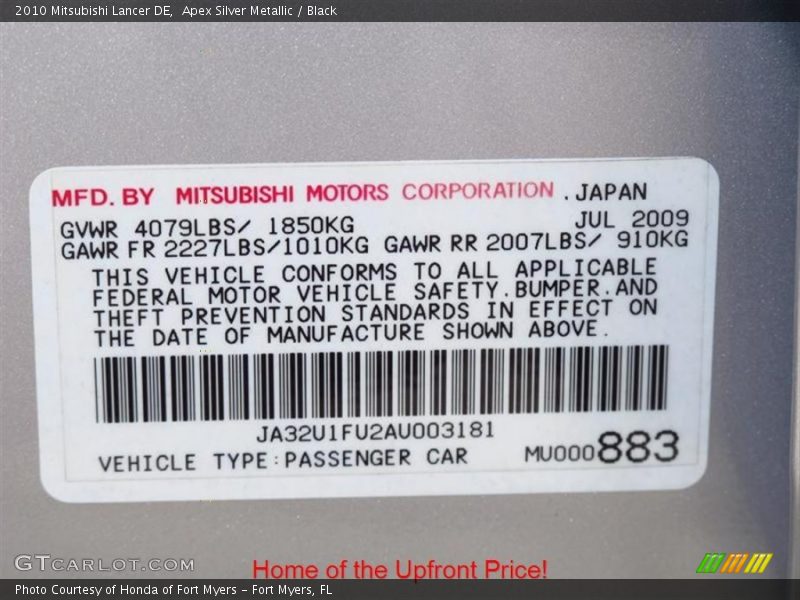 2010 Mitsubishi Lancer DE,  Apex Silver Metallic / Black
MFD. BY MITSUBISHI MOTORS CORPORATION .JAPAN
GVWR 4079LBS/ 1850KG JUL 2009
GAWR FR 2227LBS/1010KG GAWR RR 2007LBS/ 910KG
THIS VEHICLE CONFORMS TO ALL APPLICABLE
FEDERAL MOTOR VEHICLE SAFETY.BUMPER.AND
THEFT PREVENTION STANDARDS IN EFFECT ON
THE DATE OF MANUFACTURE SHOWN ABOVE.
JA32U1FU2AU003181
VEHICLE TYPE:PASSENGER CAR MU000883
GTCARLOT.COM
Home of the Upfront Price!
Photo Courtesy of Honda of Fort Myers – Fort Myers, FL